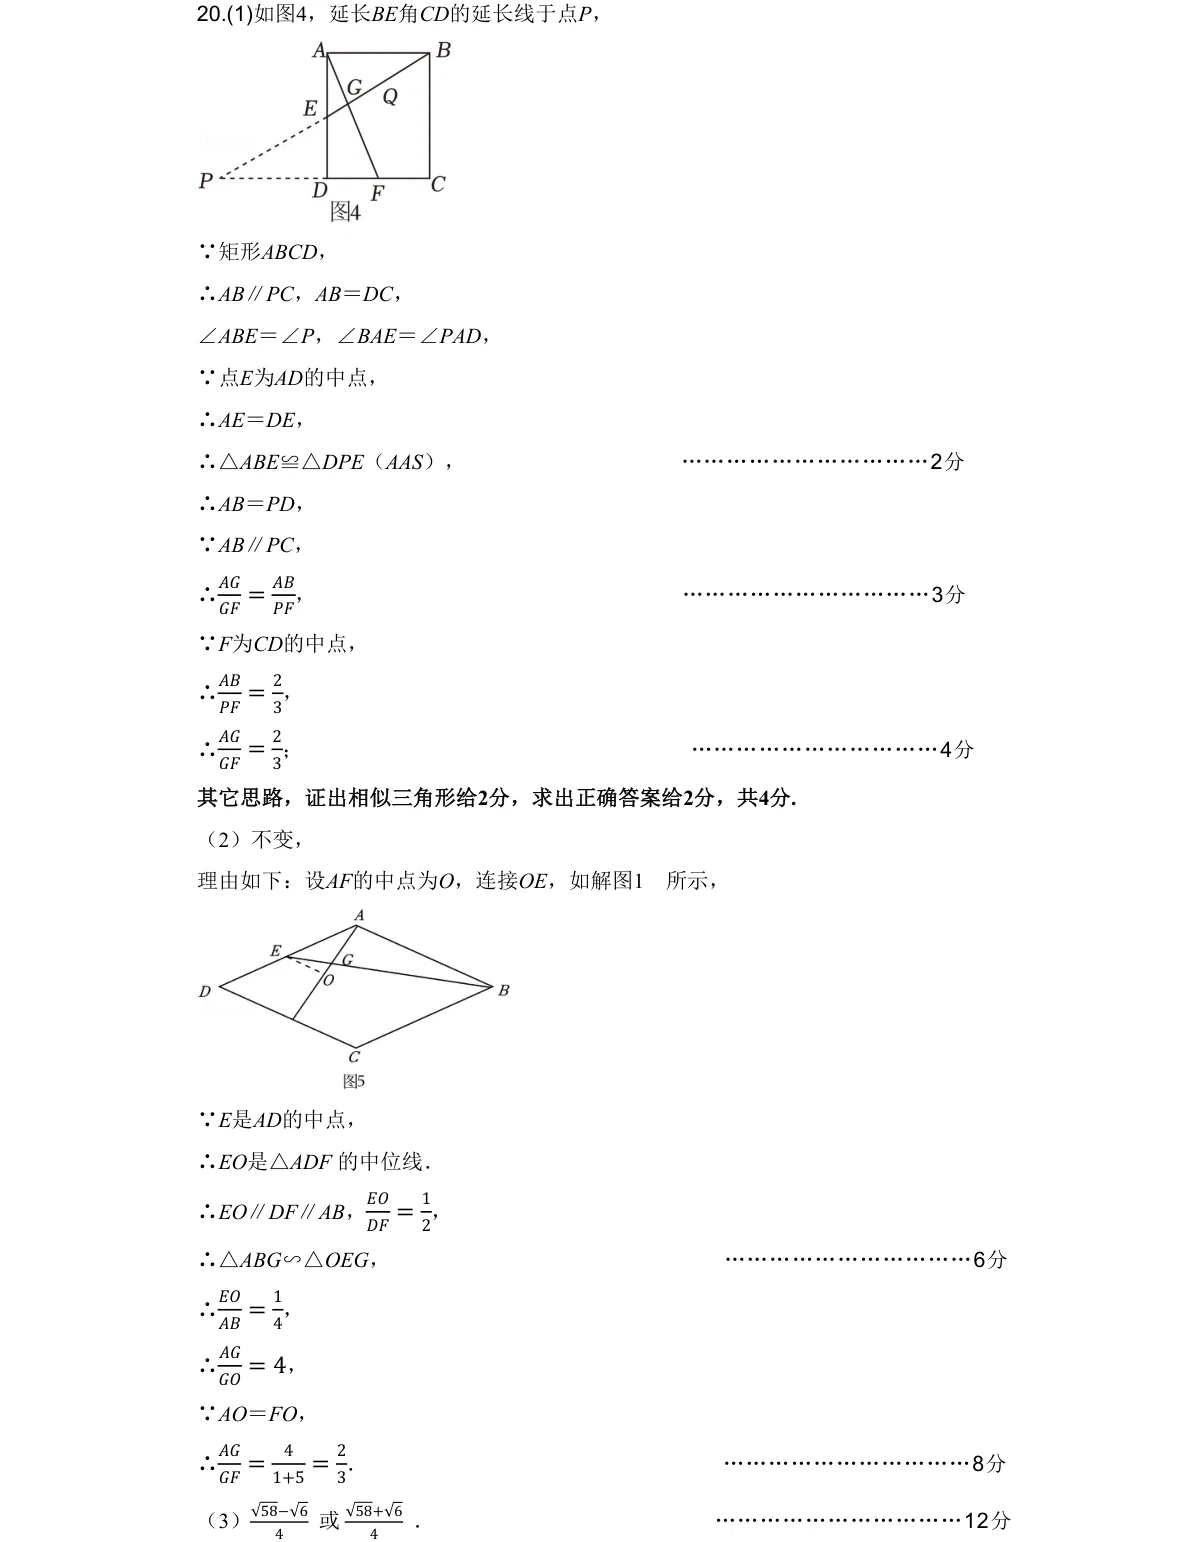 20.(1)如图4，延长BE角CD的延长线于点P，
A B
G Q
E
P D F C
图4
∵矩形ABCD，
∴AB∥PC，AB＝DC，
∠ABE＝∠P，∠BAE＝∠PAD，
∵点E为AD的中点，
∴AE＝DE，
∴△ABE≌△DPE（AAS）， ……………………………2分
∴AB＝PD，
∵AB∥PC，
∴AG/GF = AB/PF， ……………………………3分
∵F为CD的中点，
∴AB/PF = 2/3，
∴AG/GF = 2/3； ……………………………4分
其它思路，证出相似三角形给2分，求出正确答案给2分，共4分.
（2）不变，
理由如下：设AF的中点为O，连接OE，如解图1 所示，
A
E G
D O B
C
图5
∵E是AD的中点，
∴EO是△ADF 的中位线．
∴EO∥DF∥AB，EO/DF = 1/2，
∴△ABG∽△OEG， ……………………………6分
∴EO/AB = 1/4，
∴AG/GO = 4，
∵AO＝FO，
∴AG/GF = 4/(1+5) = 2/3. ……………………………8分
（3）(√58−√6)/4 或 (√58+√6)/4 ． ……………………………12分